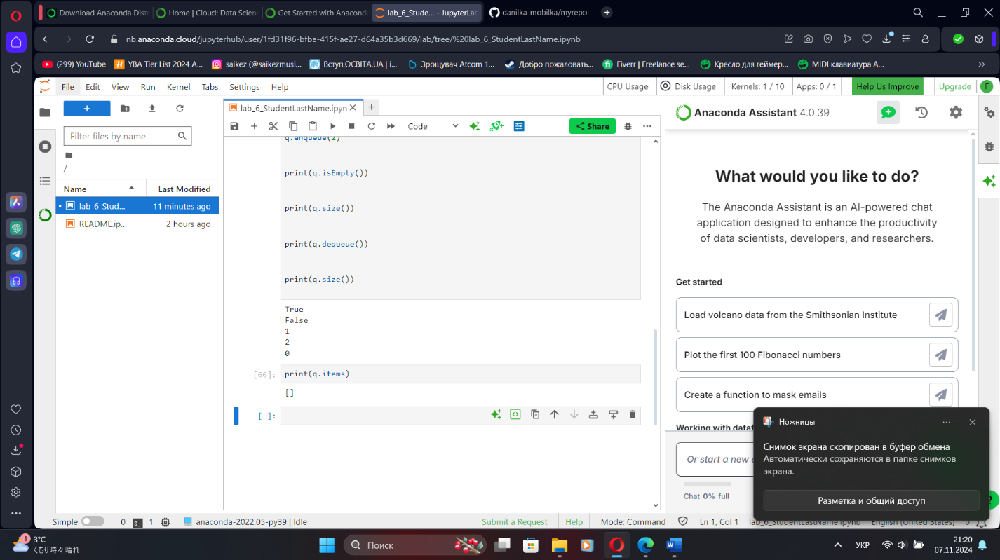 Download Anaconda Dist
Home | Cloud: Data Scienc
Get Started with Anaconda
lab_6_Stude... - JupyterLab
danilka-mobilka/myrepo
nb.anaconda.cloud/jupyterhub/user/1fd31f96-bfbe-415f-ae27-d64a35b3d669/lab/tree/%20lab_6_StudentLastName.ipynb
(299) YouTube
YBA Tier List 2024 A...
saikez (@saikezmusi...
Вступ.ОСВІТА.UA | і...
Зрощувач Atcom 1...
Добро пожаловать...
Fiverr | Freelance se...
Кресло для геймер...
MIDI клавиатура A...
File Edit View Run Kernel Tabs Settings Help
CPU Usage
Disk Usage
Kernels: 1 / 10
Apps: 0 / 1
Help Us Improve
Upgrade
Г
Filter files by name
/
Name
Last Modified
lab_6_Stud... 11 minutes ago
README.ip... 2 hours ago
lab_6_StudentLastName.ipyn
Code
Share
q.enqueue(2)
print(q.isEmpty())
print(q.size())
print(q.dequeue())
print(q.size())
True
False
1
2
0
[66]: print(q.items)
[]
[ ]:
Anaconda Assistant 4.0.39
What would you like to do?
The Anaconda Assistant is an AI-powered chat
application designed to enhance the productivity
of data scientists, developers, and researchers.
Get started
Load volcano data from the Smithsonian Institute
Plot the first 100 Fibonacci numbers
Create a function to mask emails
Working with dataf
Or start a new
Chat 0% full
Ножницы
Снимок экрана скопирован в буфер обмена
Автоматически сохраняются в папке снимков
экрана.
Разметка и общий доступ
Simple
0
1
anaconda-2022.05-py39 | Idle
Submit a Request
Help
Mode: Command
Ln 1, Col 1
lab_6_StudentLastName.ipynb
English (United States)
0
1
3°C
くもり時々晴れ
Поиск
УКР
21:20
07.11.2024